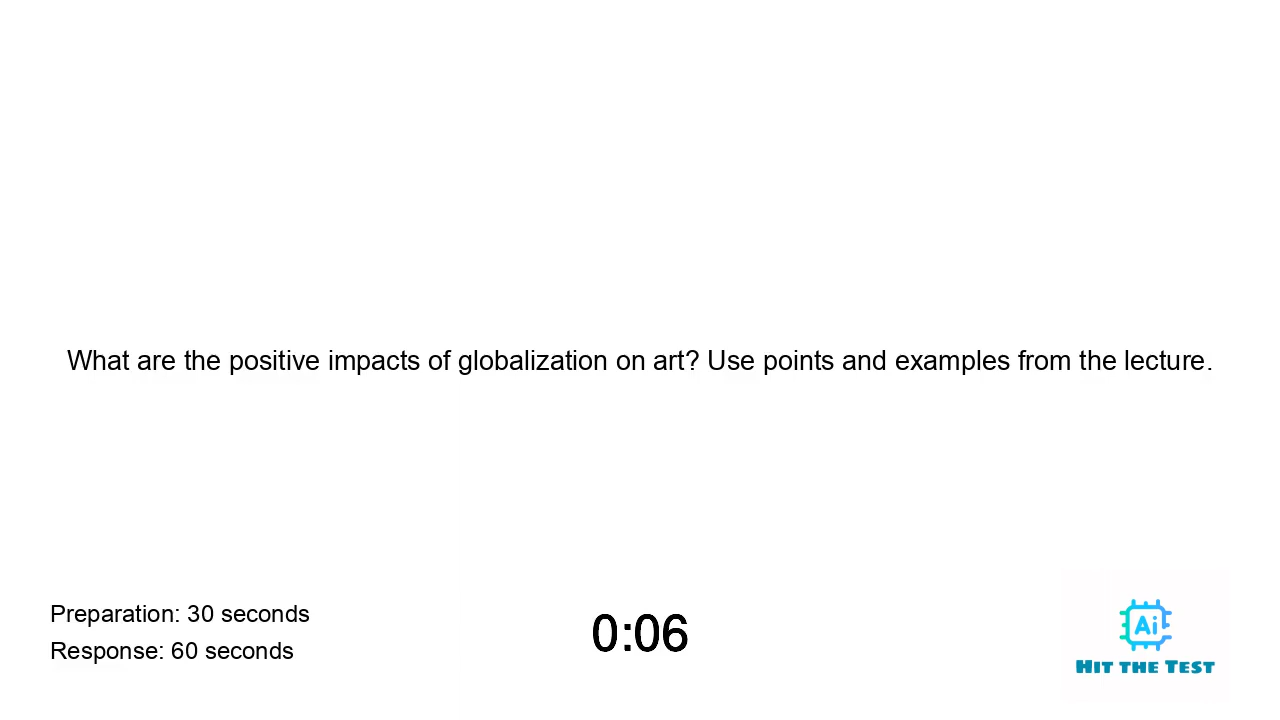 What are the positive impacts of globalization on art? Use points and examples from the lecture.
Preparation: 30 seconds
Response: 60 seconds
0:06
Ai
HIT THE TEST